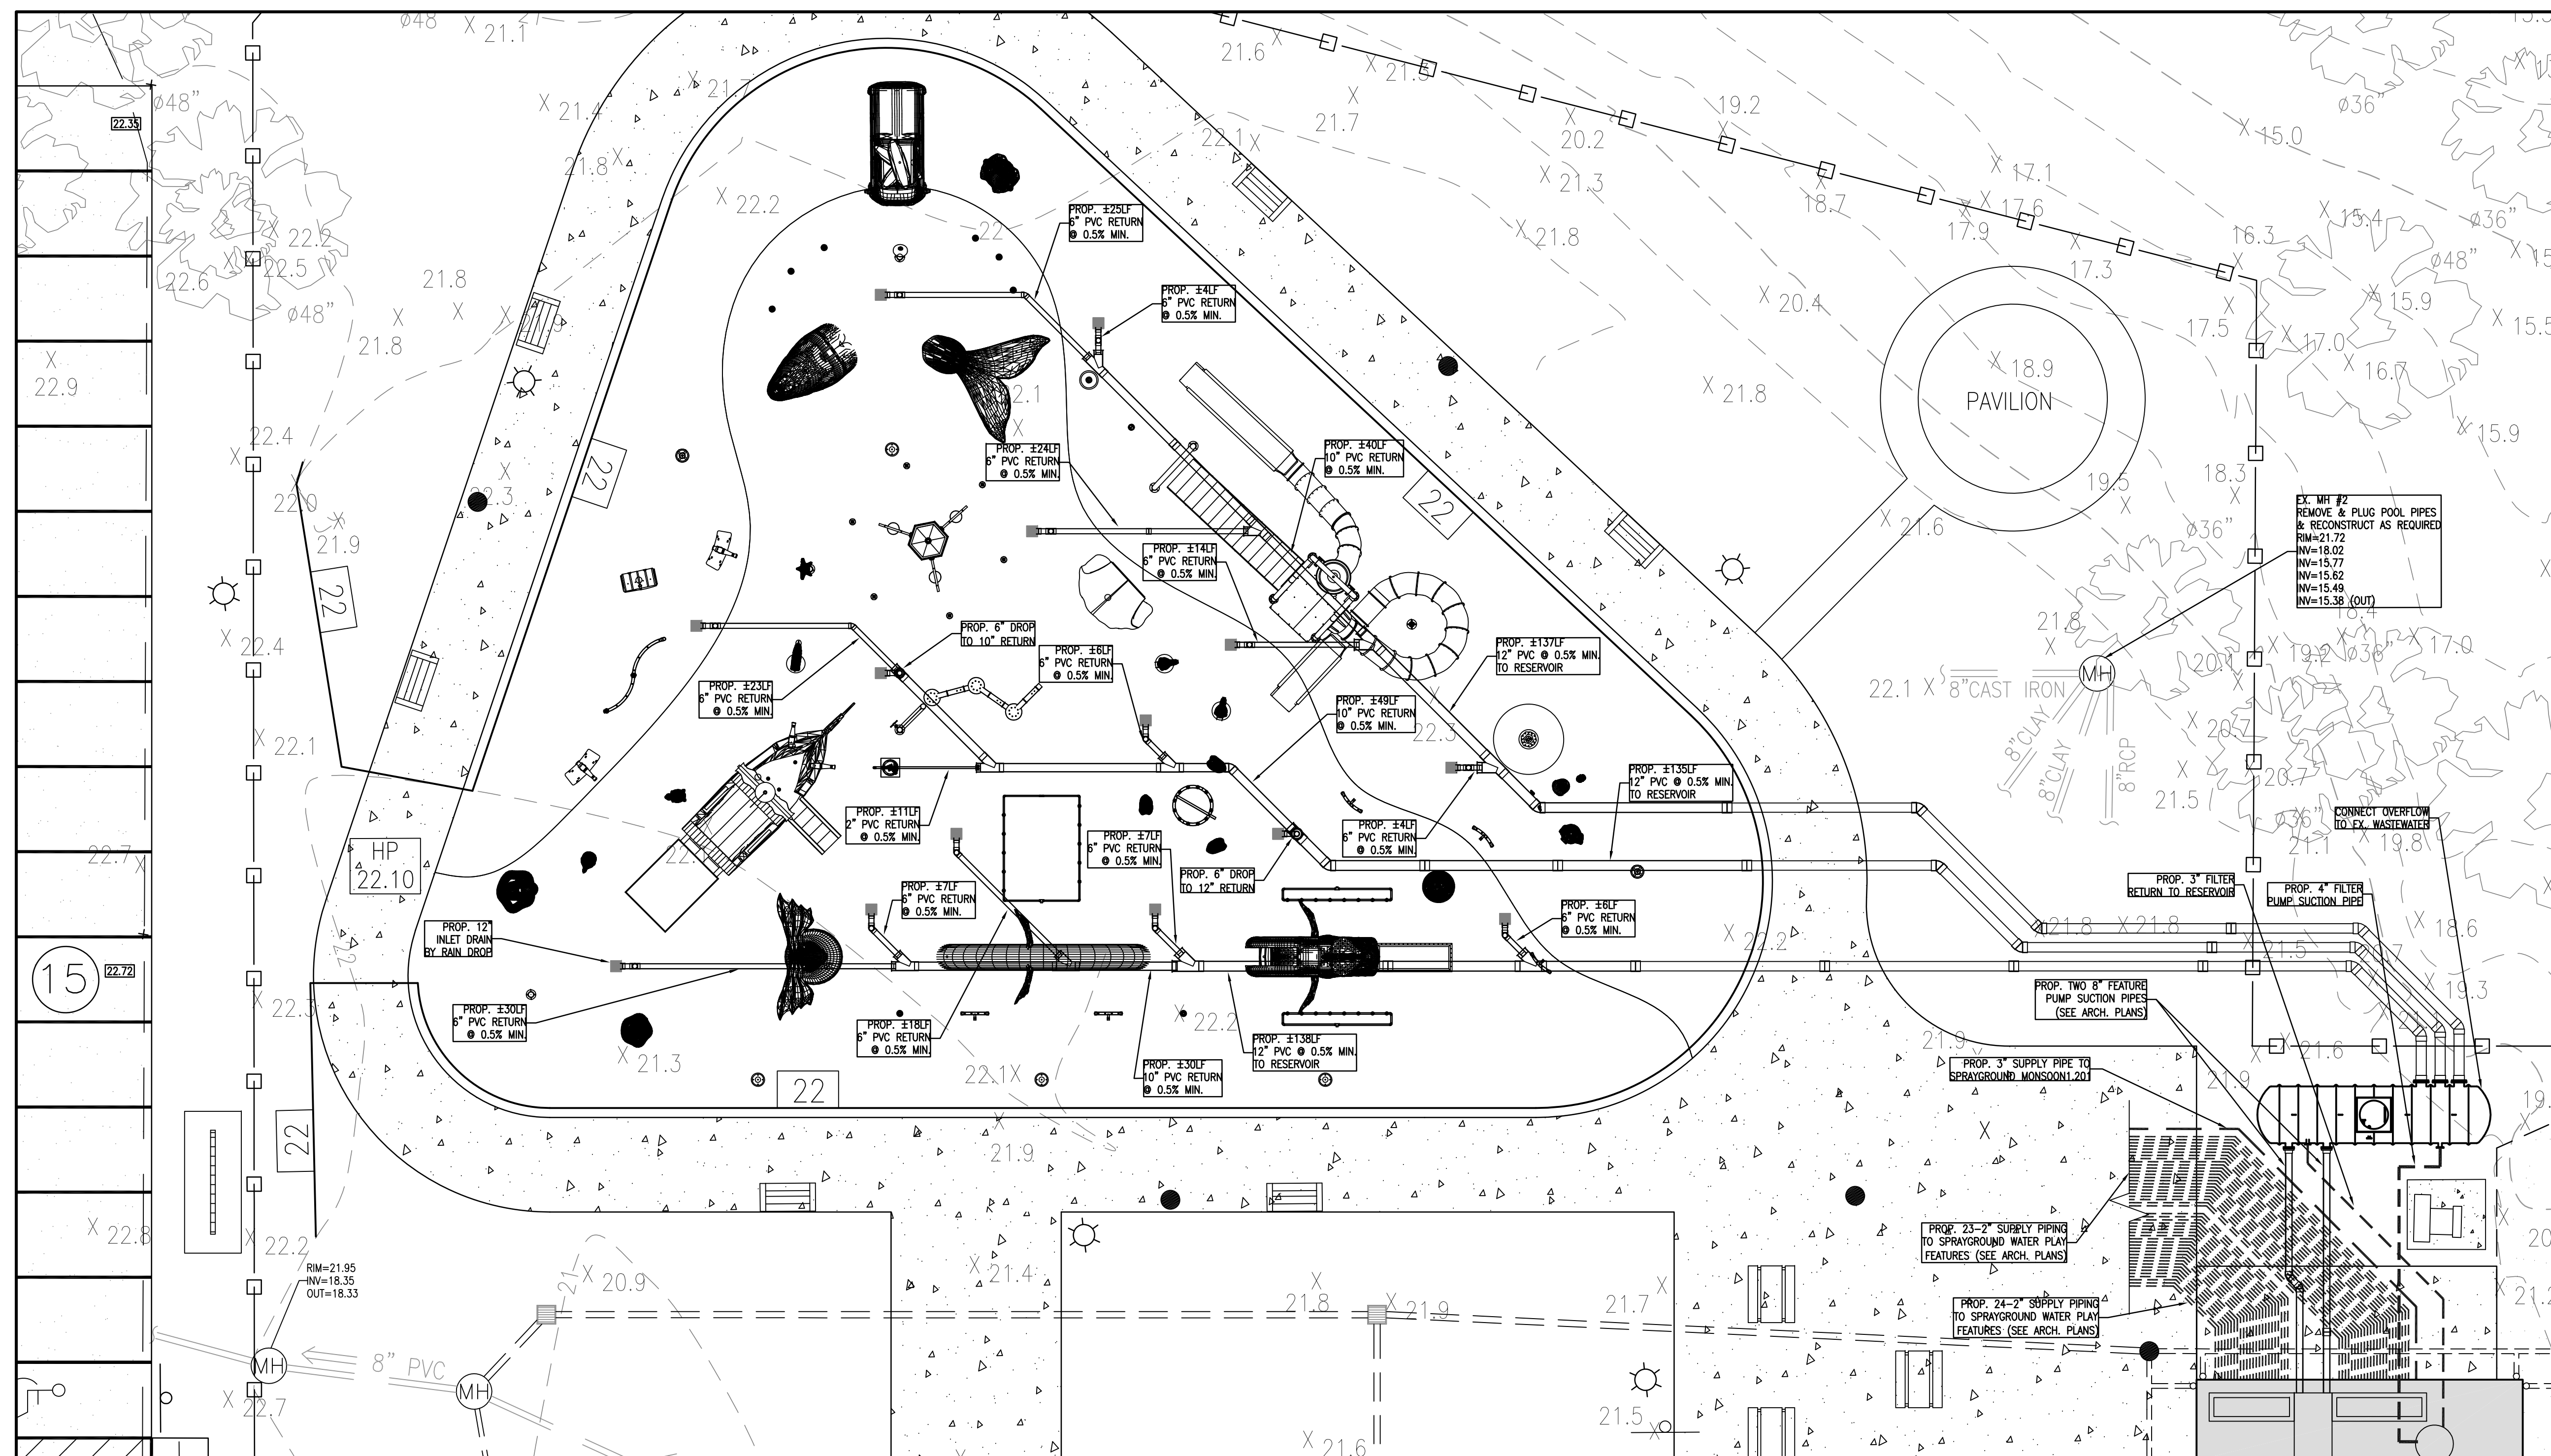 ø48"
21.1
21.7
21.4
21.8
ø48"
22.35
22.2
22.5
22.6
ø48"
21.8
21.8
21.9
22.2
22
22.1
21.6
21.5
21.7
20.2
21.3
19.2
18.7
17.1
17.6
17.9
17.3
15.0
ø36"
15.4
ø36"
16.3
ø48"
15.9
17.5
17.0
16.7
15.5
15.9
21.8
20.4
21.8
18.9
PAVILION
19.5
18.3
21.6
ø36"
PROP. ±25LF
6" PVC RETURN
@ 0.5% MIN.
PROP. ±4LF
6" PVC RETURN
@ 0.5% MIN.
PROP. ±24LF
6" PVC RETURN
@ 0.5% MIN.
PROP. ±40LF
10" PVC RETURN
@ 0.5% MIN.
PROP. ±14LF
6" PVC RETURN
@ 0.5% MIN.
PROP. 6" DROP
TO 10" RETURN
PROP. ±6LF
6" PVC RETURN
@ 0.5% MIN.
PROP. ±137LF
12" PVC @ 0.5% MIN.
TO RESERVOIR
PROP. ±23LF
6" PVC RETURN
@ 0.5% MIN.
PROP. ±49LF
10" PVC RETURN
@ 0.5% MIN.
22.3
PROP. ±135LF
12" PVC @ 0.5% MIN.
TO RESERVOIR
PROP. ±11LF
2" PVC RETURN
@ 0.5% MIN.
PROP. ±7LF
6" PVC RETURN
@ 0.5% MIN.
PROP. ±4LF
6" PVC RETURN
@ 0.5% MIN.
PROP. 6" DROP
TO 12" RETURN
PROP. ±7LF
6" PVC RETURN
@ 0.5% MIN.
PROP. ±6LF
6" PVC RETURN
@ 0.5% MIN.
PROP. 12"
INLET DRAIN
BY RAIN DROP
PROP. ±30LF
6" PVC RETURN
@ 0.5% MIN.
PROP. ±18LF
6" PVC RETURN
@ 0.5% MIN.
PROP. ±30LF
10" PVC RETURN
@ 0.5% MIN.
PROP. ±138LF
12" PVC @ 0.5% MIN.
TO RESERVOIR
EX. MH #2
REMOVE & PLUG POOL PIPES
& RECONSTRUCT AS REQUIRED
RIM=21.72
INV=18.02
INV=15.77
INV=15.62
INV=15.49
INV=15.38 (OUT)
18.4
21.8
22.1
8"CAST IRON
MH
8"CLAY
8"CLAY
8"RCP
20.1
19.2
ø36"
17.0
20.7
20.7
21.5
ø36"
21.1
19.8
CONNECT OVERFLOW
TO EX. WASTEWATER
PROP. 3" FILTER
RETURN TO RESERVOIR
PROP. 4" FILTER
PUMP SUCTION PIPE
18.6
21.8
21.8
21.5
19.3
22.2
PROP. TWO 8" FEATURE
PUMP SUCTION PIPES
(SEE ARCH. PLANS)
21.9
21.6
PROP. 3" SUPPLY PIPE TO
SPRAYGROUND MONSOON1,201
21.9
PROP. 23-2" SUPPLY PIPING
TO SPRAYGROUND WATER PLAY
FEATURES (SEE ARCH. PLANS)
PROP. 24-2" SUPPLY PIPING
TO SPRAYGROUND WATER PLAY
FEATURES (SEE ARCH. PLANS)
22.9
22.4
22.3
22
22
22.0
21.9
22
22.4
22.1
22.7
HP
22.10
22
15
22.72
22.3
22
22.2
21.3
22.1
22.2
22
21.9
22.8
22.2
RIM=21.95
INV=18.35
OUT=18.33
21
20.9
21.4
21.8
21.9
21.7
MH
8" PVC
MH
22.7
21.6
21.5
21.2